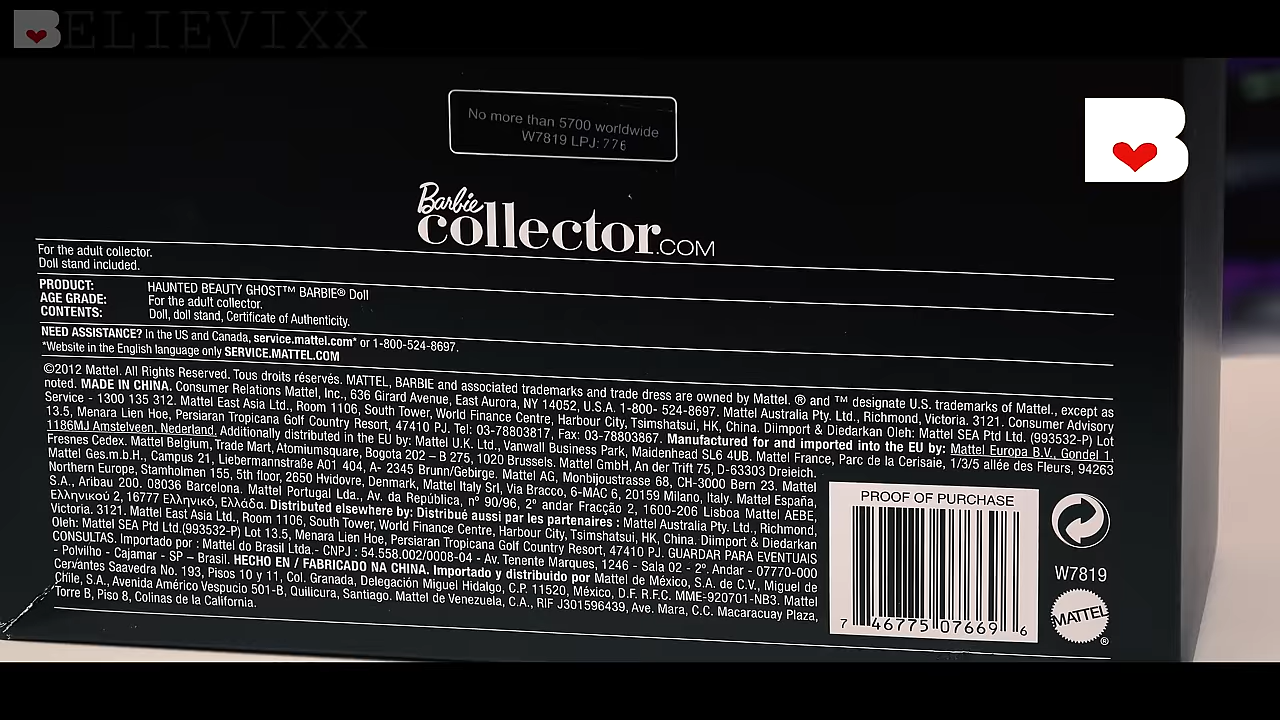 BELIEVIXX
No more than 5700 worldwide
W7819 LPJ: 776
B
Barbie
collector.COM
For the adult collector.
Doll stand included.
PRODUCT: HAUNTED BEAUTY GHOST™ BARBIE® Doll
AGE GRADE: For the adult collector.
CONTENTS: Doll, doll stand, Certificate of Authenticity.
NEED ASSISTANCE? In the US and Canada, service.mattel.com* or 1-800-524-8697.
*Website in the English language only SERVICE.MATTEL.COM
©2012 Mattel. All Rights Reserved. Tous droits réservés. MATTEL, BARBIE and associated trademarks and trade dress are owned by Mattel. ® and ™ designate U.S. trademarks of Mattel., except as
noted. MADE IN CHINA. Consumer Relations Mattel, Inc., 636 Girard Avenue, East Aurora, NY 14052, U.S.A. 1-800- 524-8697. Mattel Australia Pty. Ltd., Richmond, Victoria. 3121. Consumer Advisory
Service - 1300 135 312. Mattel East Asia Ltd., Room 1106, South Tower, World Finance Centre, Harbour City, Tsimshatsui, HK, China. Diimport & Diedarkan Oleh: Mattel SEA Ptd Ltd. (993532-P) Lot
13.5, Menara Lien Hoe, Persiaran Tropicana Golf Country Resort, 47410 PJ. Tel: 03-78803817, Fax: 03-78803867. Manufactured for and imported into the EU by: Mattel Europa B.V., Gondel 1,
1186MJ Amstelveen, Nederland. Additionally distributed in the EU by: Mattel U.K. Ltd., Vanwall Business Park, Maidenhead SL6 4UB. Mattel France, Parc de la Cerisaie, 1/3/5 allée des Fleurs, 94263
Fresnes Cedex. Mattel Belgium, Trade Mart, Atomiumsquare, Bogota 202 – B 275, 1020 Brussels. Mattel GmbH, An der Trift 75, D-63303 Dreieich.
Mattel Ges.m.b.H., Campus 21, Liebermannstraße A01 404, A- 2345 Brunn/Gebirge. Mattel AG, Monbijoustrasse 68, CH-3000 Bern 23. Mattel
Northern Europe, Stamholmen 155, 5th floor, 2650 Hvidovre, Denmark, Mattel Italy Srl, Via Bracco, 6-MAC 6, 20159 Milano, Italy. Mattel España,
S.A., Aribau 200. 08036 Barcelona. Mattel Portugal Lda., Av. da República, nº 90/96, 2º andar Fracção 2, 1600-206 Lisboa Mattel AEBE,
Ελληνικού 2, 16777 Ελληνικό, Ελλάδα. Distributed elsewhere by: Distribué aussi par les partenaires : Mattel Australia Pty. Ltd., Richmond,
Victoria. 3121. Mattel East Asia Ltd., Room 1106, South Tower, World Finance Centre, Harbour City, Tsimshatsui, HK, China. Diimport & Diedarkan
Oleh: Mattel SEA Ptd Ltd.(993532-P) Lot 13.5, Menara Lien Hoe, Persiaran Tropicana Golf Country Resort, 47410 PJ. GUARDAR PARA EVENTUAIS
CONSULTAS. Importado por : Mattel do Brasil Ltda.- CNPJ : 54.558.002/0008-04 - Av. Tenente Marques, 1246 - Sala 02 - 2º. Andar - 07770-000
- Polvilho - Cajamar - SP – Brasil. HECHO EN / FABRICADO NA CHINA. Importado y distribuido por Mattel de México, S.A. de C.V., Miguel de
Cervantes Saavedra No. 193, Pisos 10 y 11, Col. Granada, Delegación Miguel Hidalgo, C.P. 11520, México, D.F. R.F.C. MME-920701-NB3. Mattel
Chile, S.A., Avenida Américo Vespucio 501-B, Quilicura, Santiago. Mattel de Venezuela, C.A., RIF J301596439, Ave. Mara, C.C. Macaracuay Plaza,
Torre B, Piso 8, Colinas de la California.
PROOF OF PURCHASE
7 46775 07669 6
W7819
MATTEL®